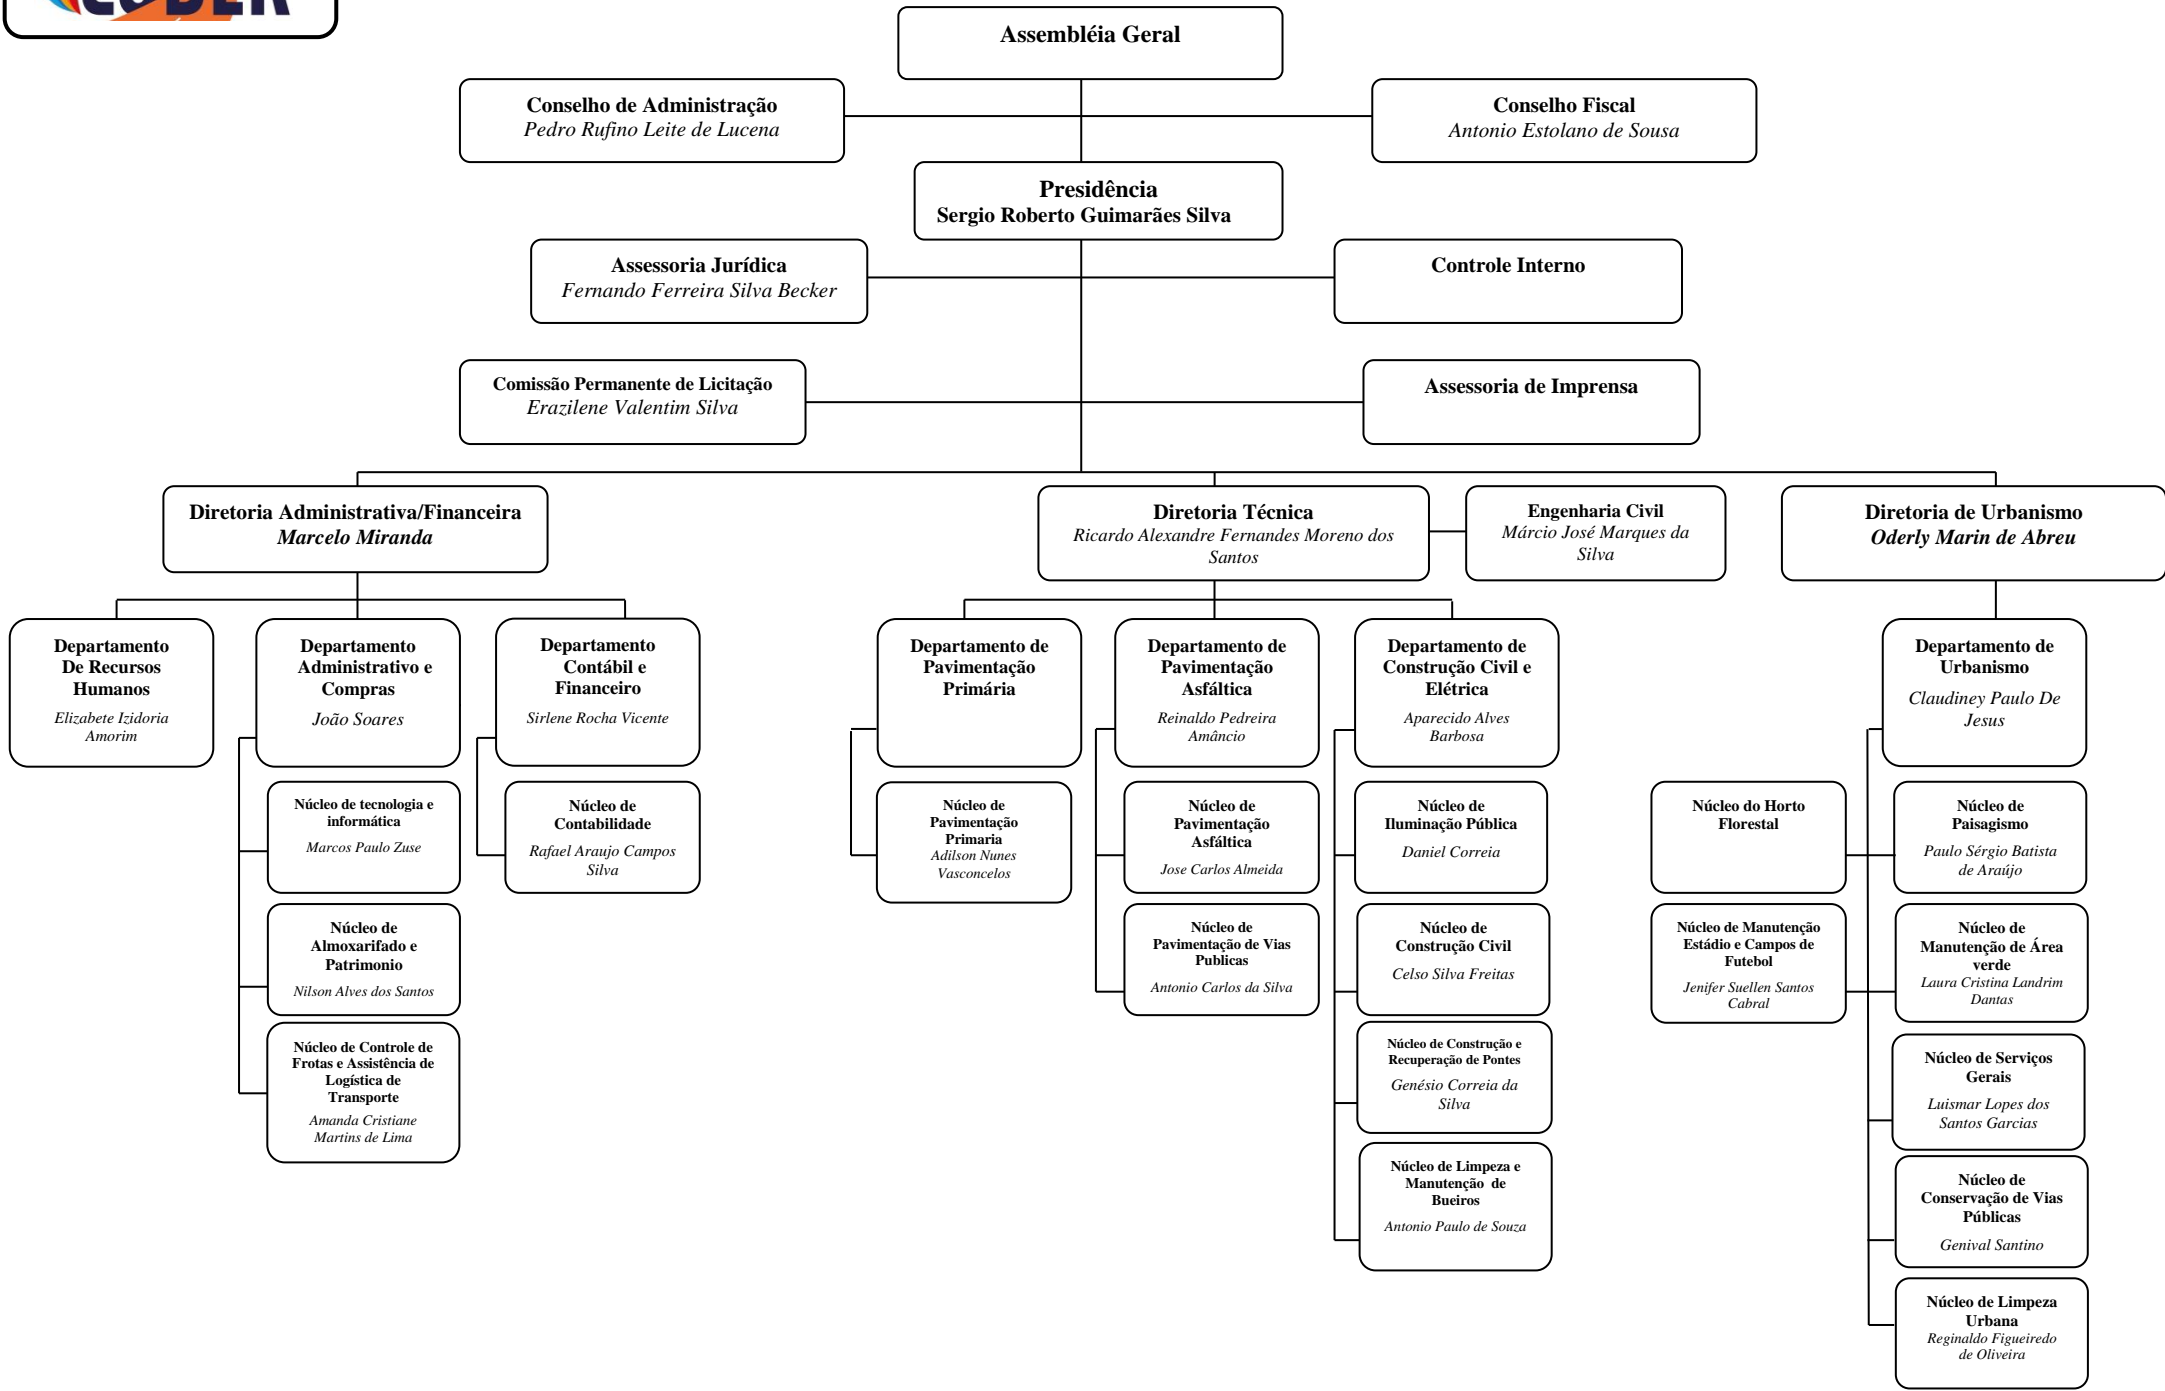 CODER
Assembléia Geral
Conselho de Administração
Pedro Rufino Leite de Lucena
Conselho Fiscal
Antonio Estolano de Sousa
Presidência
Sergio Roberto Guimarães Silva
Assessoria Jurídica
Fernando Ferreira Silva Becker
Controle Interno
Comissão Permanente de Licitação
Erazilene Valentim Silva
Assessoria de Imprensa
Diretoria Administrativa/Financeira
Marcelo Miranda
Diretoria Técnica
Ricardo Alexandre Fernandes Moreno dos
Santos
Engenharia Civil
Márcio José Marques da
Silva
Diretoria de Urbanismo
Oderly Marin de Abreu
Departamento
De Recursos
Humanos
Elizabete Izidoria
Amorim
Departamento
Administrativo e
Compras
João Soares
Departamento
Contábil e
Financeiro
Sirlene Rocha Vicente
Departamento de
Pavimentação
Primária
Departamento de
Pavimentação
Asfáltica
Reinaldo Pedreira
Amâncio
Departamento de
Construção Civil e
Elétrica
Aparecido Alves
Barbosa
Departamento de
Urbanismo
Claudiney Paulo De
Jesus
Núcleo de tecnologia e
informática
Marcos Paulo Zuse
Núcleo de
Contabilidade
Rafael Araujo Campos
Silva
Núcleo de
Pavimentação
Primaria
Adilson Nunes
Vasconcelos
Núcleo de
Pavimentação
Asfáltica
Jose Carlos Almeida
Núcleo de
Iluminação Pública
Daniel Correia
Núcleo do Horto
Florestal
Núcleo de
Paisagismo
Paulo Sérgio Batista
de Araújo
Núcleo de
Almoxarifado e
Patrimonio
Nilson Alves dos Santos
Núcleo de
Pavimentação de Vias
Publicas
Antonio Carlos da Silva
Núcleo de
Construção Civil
Celso Silva Freitas
Núcleo de Manutenção
Estádio e Campos de
Futebol
Jenifer Suellen Santos
Cabral
Núcleo de
Manutenção de Área
verde
Laura Cristina Landrim
Dantas
Núcleo de Controle de
Frotas e Assistência de
Logística de
Transporte
Amanda Cristiane
Martins de Lima
Núcleo de Construção e
Recuperação de Pontes
Genésio Correia da
Silva
Núcleo de Serviços
Gerais
Luismar Lopes dos
Santos Garcias
Núcleo de Limpeza e
Manutenção de
Bueiros
Antonio Paulo de Souza
Núcleo de
Conservação de Vias
Públicas
Genival Santino
Núcleo de Limpeza
Urbana
Reginaldo Figueiredo
de Oliveira